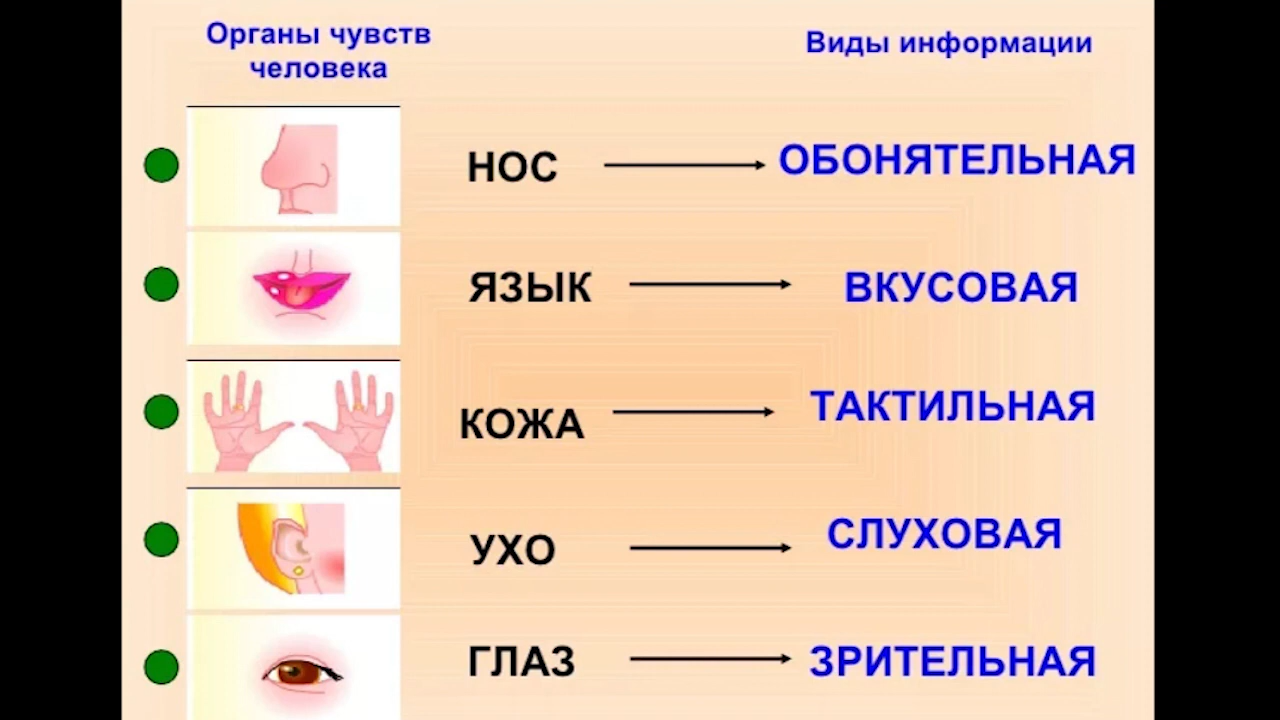 Органы чувств
человека
Виды информации
НОС
ОБОНЯТЕЛЬНАЯ
ЯЗЫК
ВКУСОВАЯ
КОЖА
ТАКТИЛЬНАЯ
УХО
СЛУХОВАЯ
ГЛАЗ
ЗРИТЕЛЬНАЯ